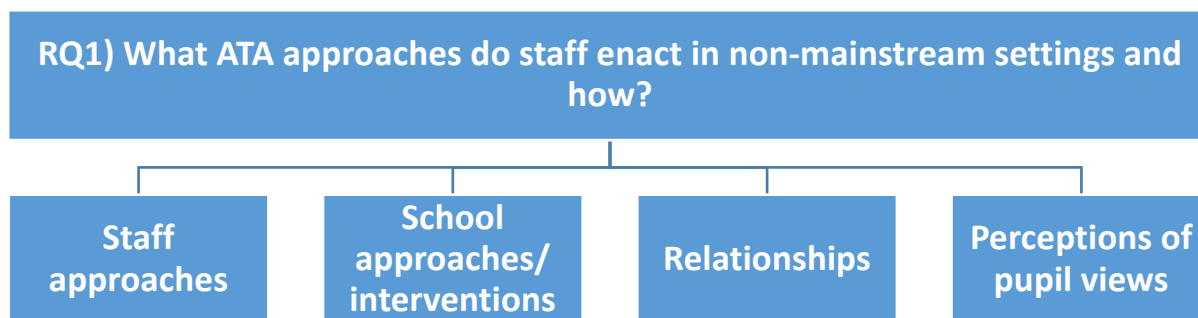 RQ1) What ATA approaches do staff enact in non-mainstream settings and
how?
Staff
approaches
School
approaches/
interventions
Relationships
Perceptions of
pupil views